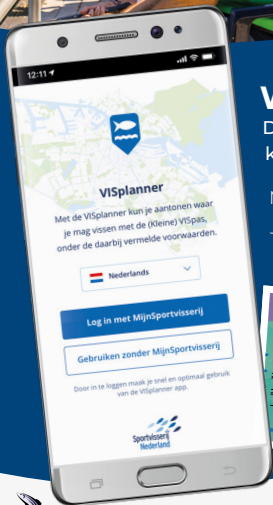 12:11
VISplanner
Met de VISplanner kun je aantonen waar
je mag vissen met de (Kleine) VISpas,
onder de daarbij vermelde voorwaarden.
Nederlands
Log in met MijnSportvisserij
Gebruiken zonder MijnSportvisserij
Door in te loggen maak je snel en optimaal gebruik
van de VISplanner app.
Sportvisserij
Nederland